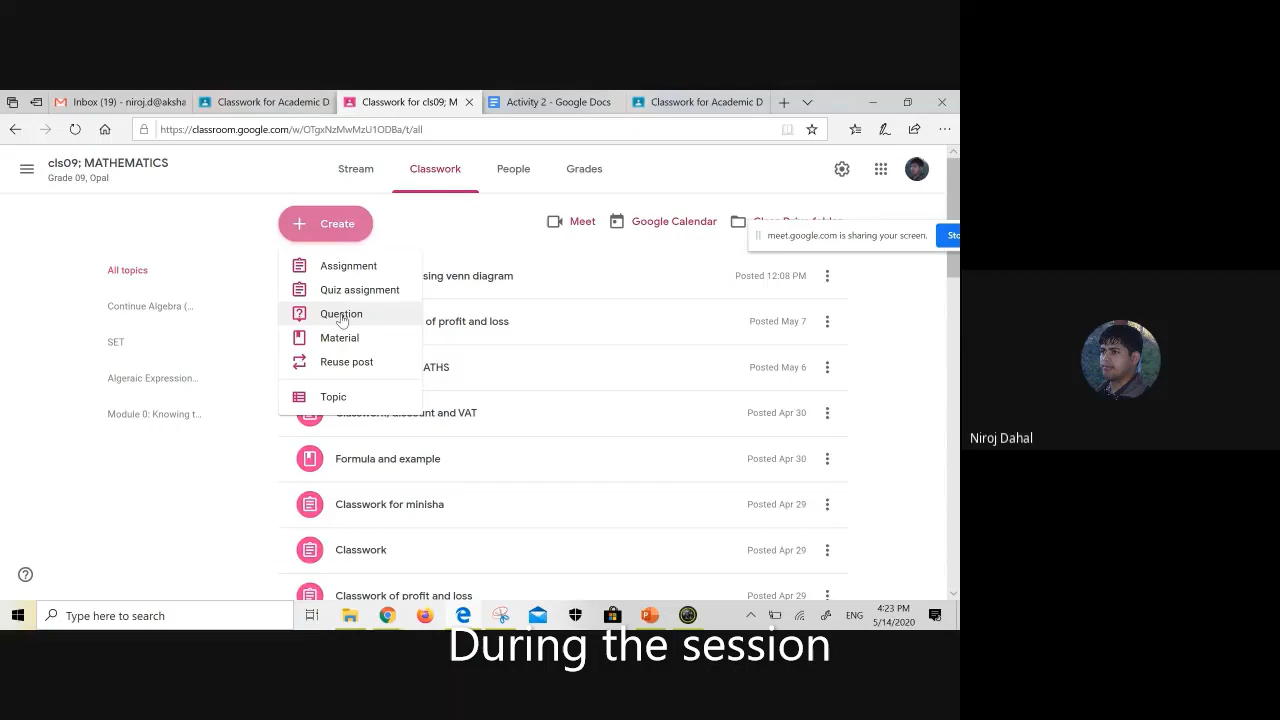 Inbox (19) - niroj.d@aksha
Classwork for Academic D
Classwork for cls09; M
Activity 2 - Google Docs
Classwork for Academic D
https://classroom.google.com/w/OTgxNzMwMzU1ODBa/t/all
cls09; MATHEMATICS
Grade 09, Opal
Stream
Classwork
People
Grades
Create
Meet
Google Calendar
Class Drive folder
meet.google.com is sharing your screen.
Sto
All topics
Continue Algebra (...
SET
Algeraic Expression...
Module 0: Knowing t...
Assignment
Quiz assignment
Question
Material
Reuse post
Topic
sing venn diagram
Posted 12:08 PM
of profit and loss
Posted May 7
ATHS
Posted May 6
Classwork, discount and VAT
Posted Apr 30
Formula and example
Posted Apr 30
Classwork for minisha
Posted Apr 29
Classwork
Posted Apr 29
Classwork of profit and loss
Posted Apr 29
Niroj Dahal
Type here to search
ENG
4:23 PM
5/14/2020
During the session